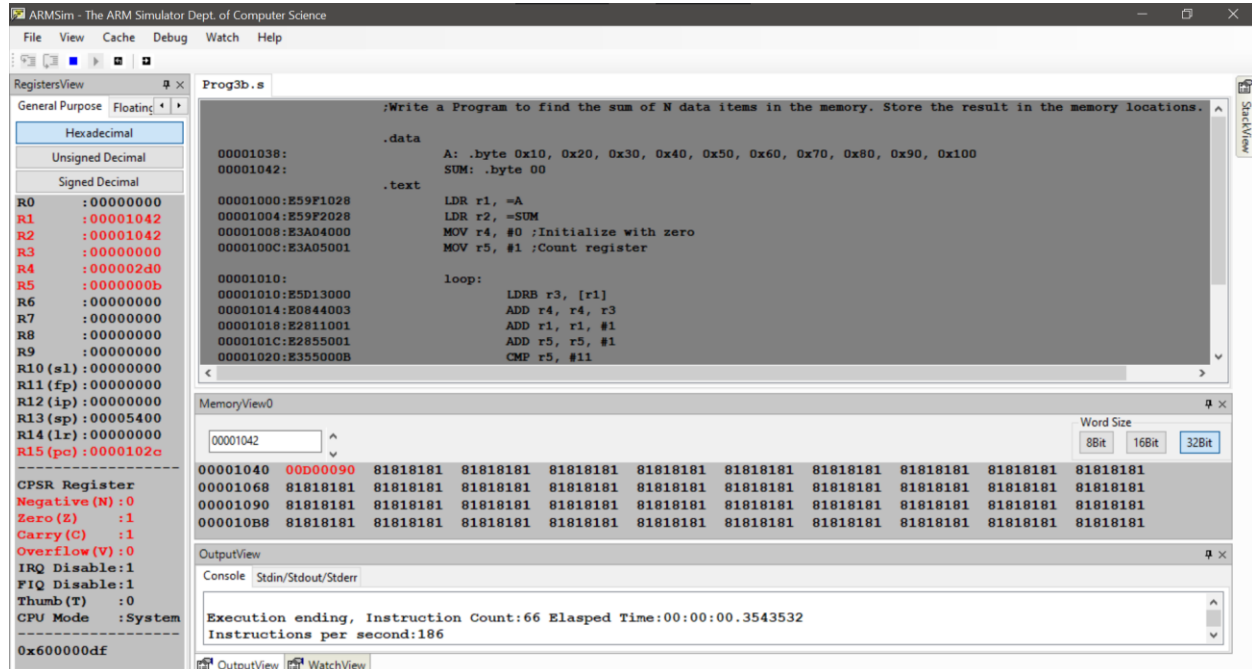 ARMSim - The ARM Simulator Dept. of Computer Science
File View Cache Debug Watch Help
RegistersView
General Purpose Floating
Hexadecimal
Unsigned Decimal
Signed Decimal
R0 :00000000
R1 :00001042
R2 :00001042
R3 :00000000
R4 :000002d0
R5 :0000000b
R6 :00000000
R7 :00000000
R8 :00000000
R9 :00000000
R10(sl):00000000
R11(fp):00000000
R12(ip):00000000
R13(sp):00005400
R14(lr):00000000
R15(pc):0000102c
--------------------
CPSR Register
Negative(N):0
Zero(Z) :1
Carry(C) :1
Overflow(V):0
IRQ Disable:1
FIQ Disable:1
Thumb(T) :0
CPU Mode :System
--------------------
0x600000df
Prog3b.s
;Write a Program to find the sum of N data items in the memory. Store the result in the memory locations.
.data
00001038: A: .byte 0x10, 0x20, 0x30, 0x40, 0x50, 0x60, 0x70, 0x80, 0x90, 0x100
00001042: SUM: .byte 00
.text
00001000:E59F1028 LDR r1, =A
00001004:E59F2028 LDR r2, =SUM
00001008:E3A04000 MOV r4, #0 ;Initialize with zero
0000100C:E3A05001 MOV r5, #1 ;Count register
00001010: loop:
00001010:E5D13000 LDRB r3, [r1]
00001014:E0844003 ADD r4, r4, r3
00001018:E2811001 ADD r1, r1, #1
0000101C:E2855001 ADD r5, r5, #1
00001020:E355000B CMP r5, #11
StackView
MemoryView0
00001042
Word Size
8Bit 16Bit 32Bit
00001040 00D00090 81818181 81818181 81818181 81818181 81818181 81818181 81818181 81818181 81818181
00001068 81818181 81818181 81818181 81818181 81818181 81818181 81818181 81818181 81818181 81818181
00001090 81818181 81818181 81818181 81818181 81818181 81818181 81818181 81818181 81818181 81818181
000010B8 81818181 81818181 81818181 81818181 81818181 81818181 81818181 81818181 81818181 81818181
OutputView
Console Stdin/Stdout/Stderr
Execution ending, Instruction Count:66 Elasped Time:00:00:00.3543532
Instructions per second:186
OutputView WatchView